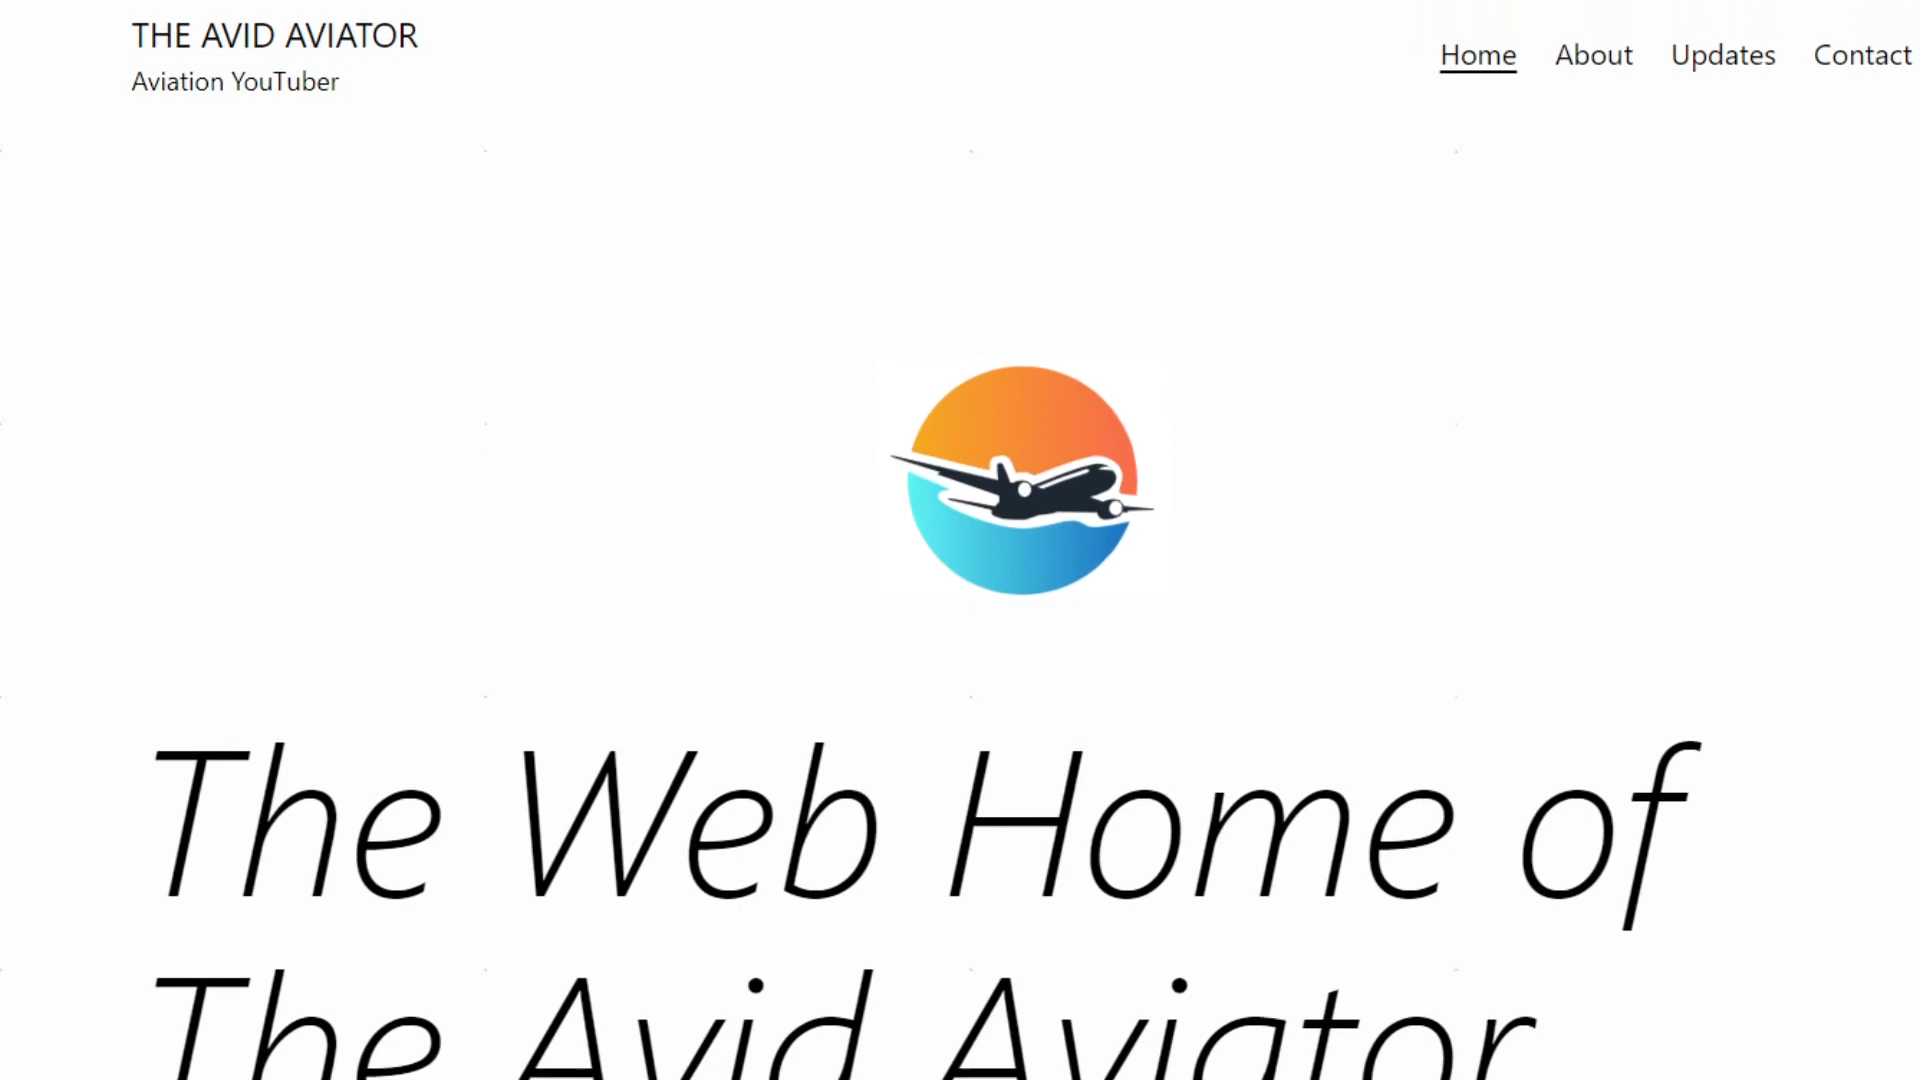 THE AVID AVIATOR
Aviation YouTuber
Home About Updates Contact
The Web Home of
The Avid Aviator